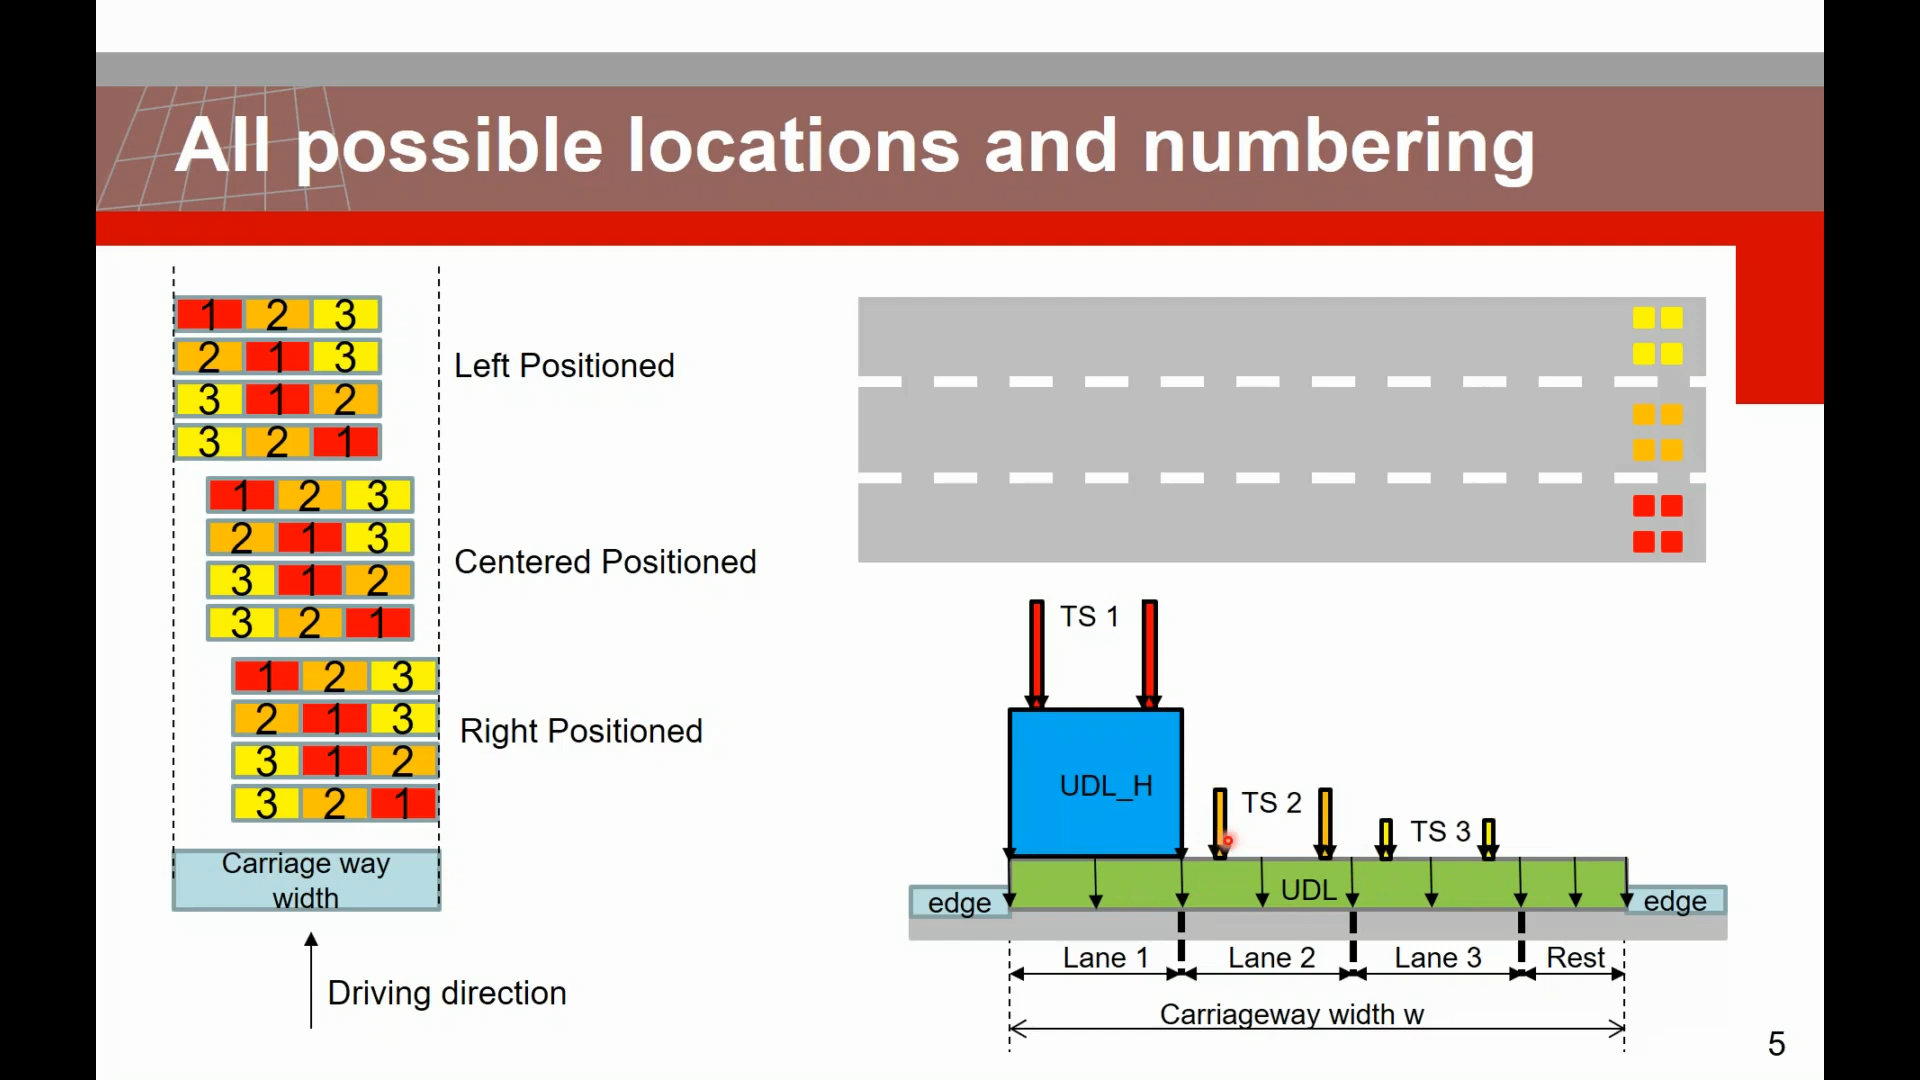 All possible locations and numbering
1 2 3
2 1 3
3 1 2
3 2 1
Left Positioned
1 2 3
2 1 3
3 1 2
3 2 1
Centered Positioned
1 2 3
2 1 3
3 1 2
3 2 1
Right Positioned
Carriage way
width
Driving direction
TS 1
UDL_H
TS 2
TS 3
UDL
edge
edge
Lane 1
Lane 2
Lane 3
Rest
Carriageway width w
5